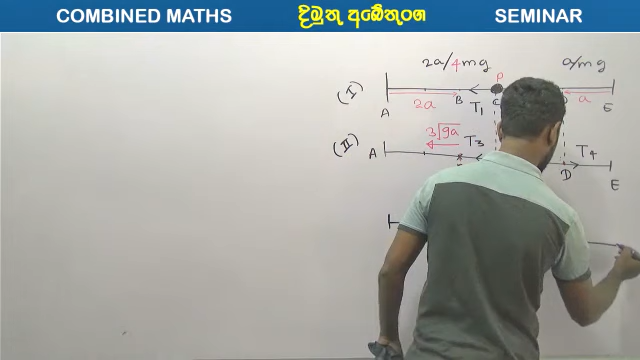 COMBINED MATHS දිමුතු අබේතුංග SEMINAR
2a/4mg a/mg
(I) P
A 2a B T₁ C a E
3√ga T₃
(II) A T₄
D E